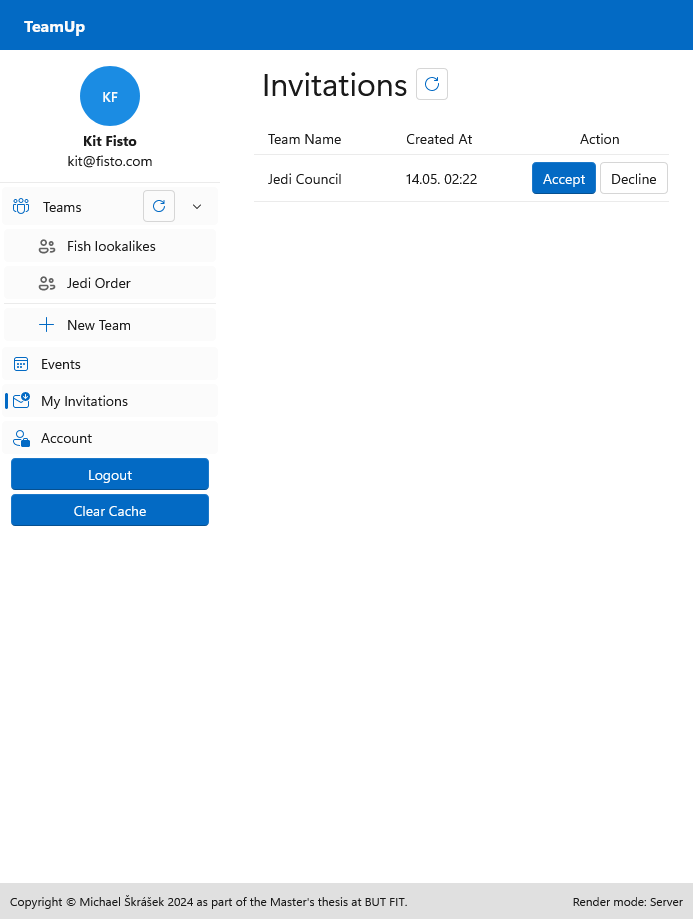 TeamUp
KF
Kit Fisto
kit@fisto.com
Teams
Fish lookalikes
Jedi Order
New Team
Events
My Invitations
Account
Logout
Clear Cache
Invitations
Team Name Created At Action
Jedi Council 14.05. 02:22 Accept Decline
Copyright © Michael Škrášek 2024 as part of the Master's thesis at BUT FIT. Render mode: Server